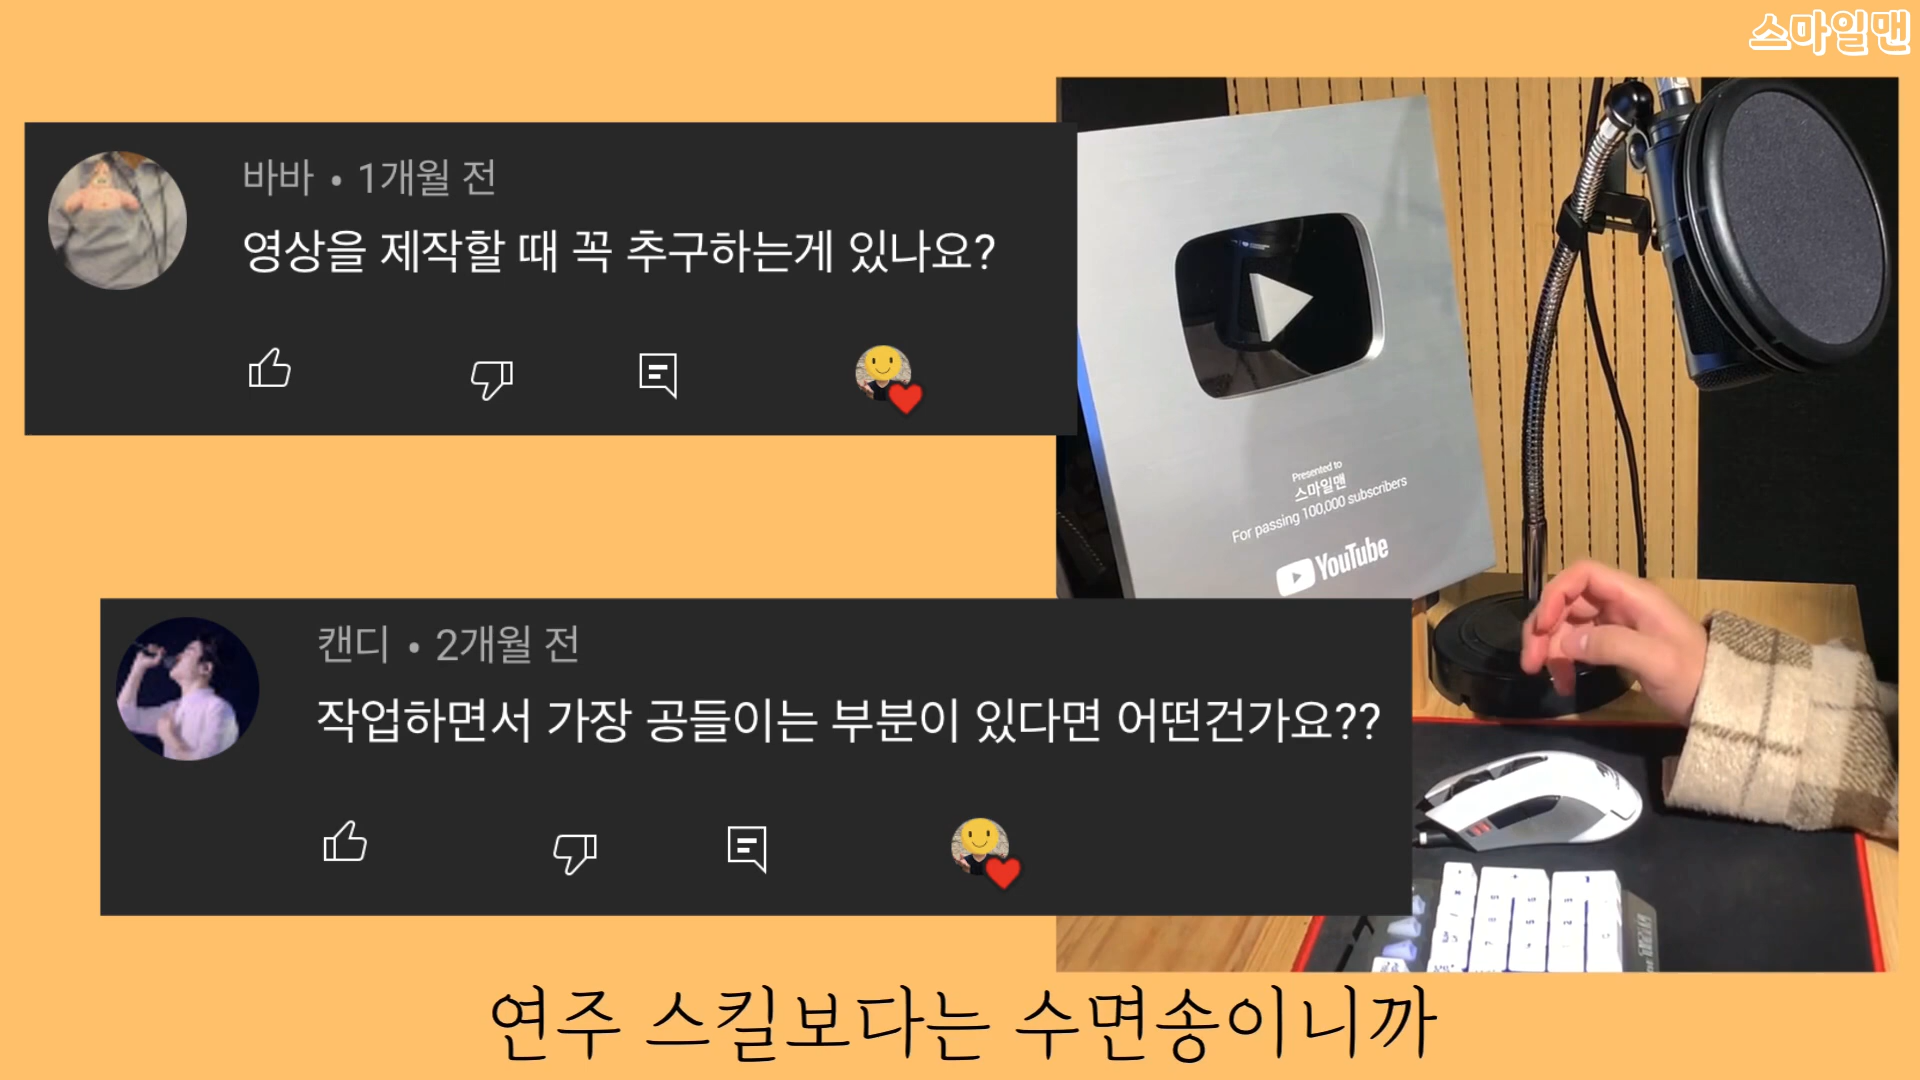 스마일맨
바바 • 1개월 전
영상을 제작할 때 꼭 추구하는게 있나요?
Presented to
스마일맨
For passing 100,000 subscribers
YouTube
캔디 • 2개월 전
작업하면서 가장 공들이는 부분이 있다면 어떤건가요??
연주 스킬보다는 수면송이니까